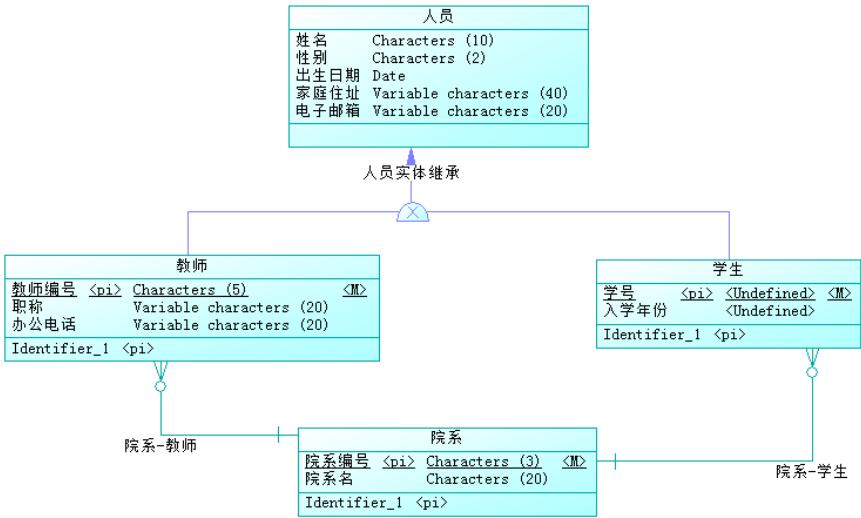 人员
姓名 Characters (10)
性别 Characters (2)
出生日期 Date
家庭住址 Variable characters (40)
电子邮箱 Variable characters (20)
人员实体继承
教师
教师编号 <pi> Characters (5) <M>
职称 Variable characters (20)
办公电话 Variable characters (20)
Identifier_1 <pi>
学生
学号 <pi> <Undefined> <M>
入学年份 <Undefined>
Identifier_1 <pi>
院系-教师
院系
院系编号 <pi> Characters (3) <M>
院系名 Characters (20)
Identifier_1 <pi>
院系-学生